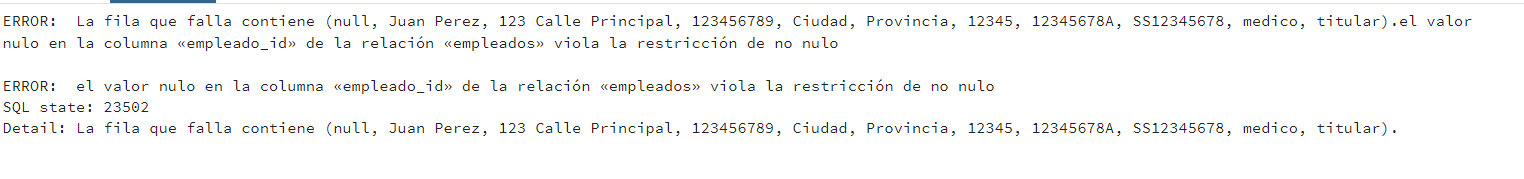 ERROR:  La fila que falla contiene (null, Juan Perez, 123 Calle Principal, 123456789, Ciudad, Provincia, 12345, 12345678A, SS12345678, medico, titular).el valor
nulo en la columna «empleado_id» de la relación «empleados» viola la restricción de no nulo
ERROR:  el valor nulo en la columna «empleado_id» de la relación «empleados» viola la restricción de no nulo
SQL state: 23502
Detail: La fila que falla contiene (null, Juan Perez, 123 Calle Principal, 123456789, Ciudad, Provincia, 12345, 12345678A, SS12345678, medico, titular).